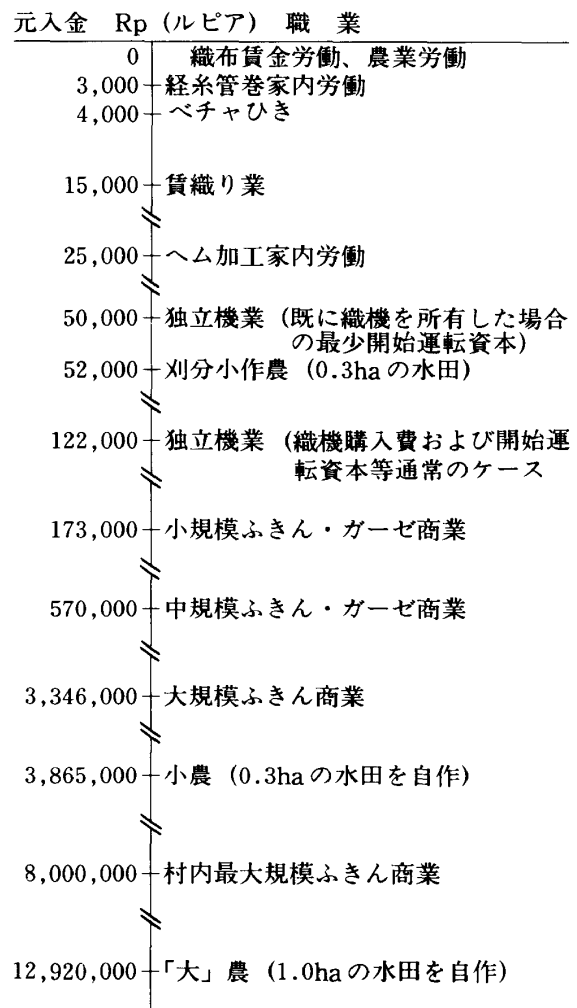 元入金 Rp (ルピア) 職 業
0 織布賃金労働、農業労働
3,000 経糸管巻家内労働
4,000 ベチャひき
15,000 賃織り業
25,000 ヘム加工家内労働
50,000 独立機業 (既に織機を所有した場合
の最少開始運転資本)
52,000 刈分小作農 (0.3haの水田)
122,000 独立機業 (織機購入費および開始運
転資本等通常のケース
173,000 小規模ふきん・ガーゼ商業
570,000 中規模ふきん・ガーゼ商業
3,346,000 大規模ふきん商業
3,865,000 小農 (0.3haの水田を自作)
8,000,000 村内最大規模ふきん商業
12,920,000 「大」農 (1.0haの水田を自作)